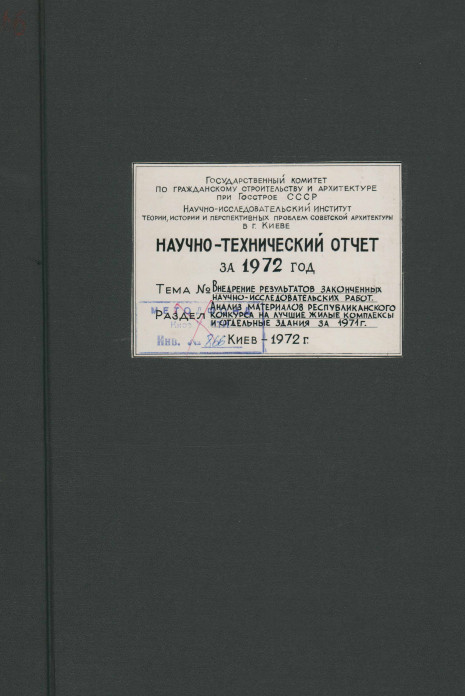 Государственный комитет
по гражданскому строительству и архитектуре
при Госстрое СССР
Научно-исследовательский институт
теории, истории и перспективных проблем советской архитектуры
в г. Киеве
НАУЧНО-ТЕХНИЧЕСКИЙ ОТЧЕТ
за 1972 год
Тема № Внедрение результатов законченных
научно-исследовательских работ.
Анализ материалов республиканского
Раздел конкурса на лучшие жилые комплексы
и отдельные здания за 1971г.
Инв. №
Киев - 1972 г.